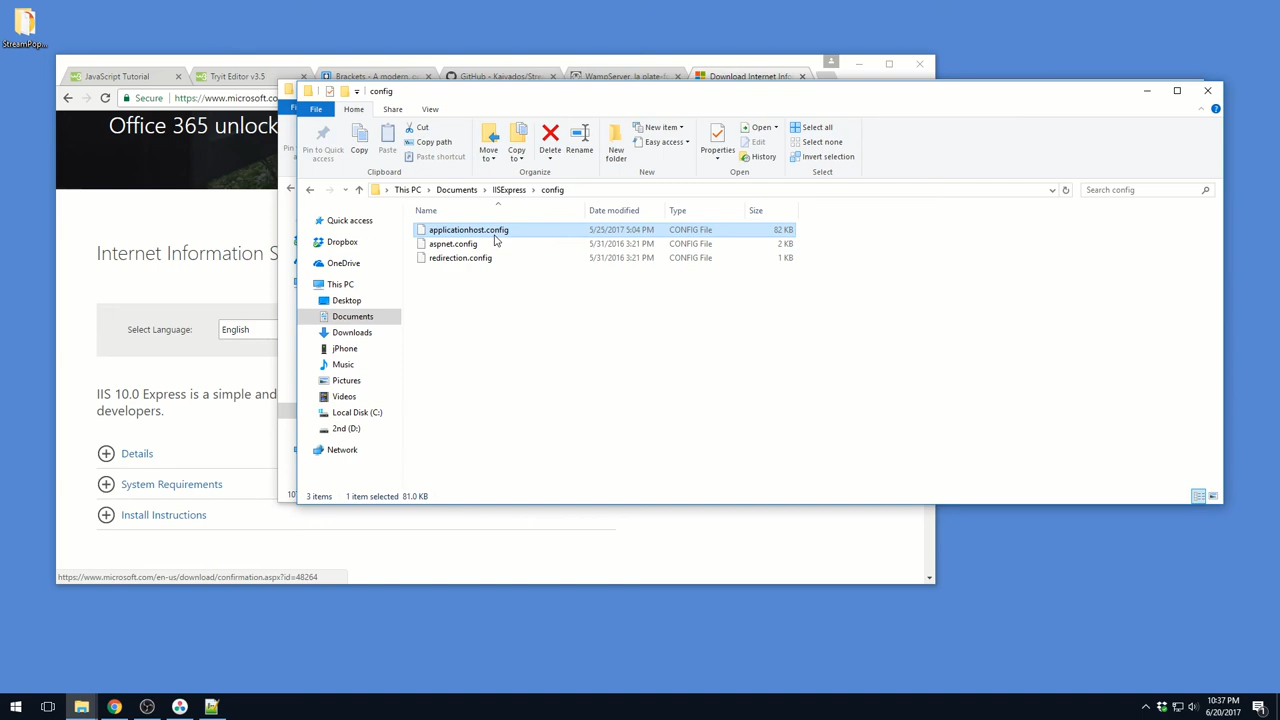 StreamPop...
JavaScript Tutorial
Tryit Editor v3.5
Brackets - A modern, o
GitHub - Kaivados/Stre
WampServer, la plate-f
Download Internet Info
Secure
https://www.microsoft.co
Office 365 unlock
Internet Information S
Select Language:
English
IIS 10.0 Express is a simple and
developers.
Details
System Requirements
Install Instructions
https://www.microsoft.com/en-us/download/confirmation.aspx?id=48264
config
File
Home
Share
View
Pin to Quick
access
Copy
Paste
Cut
Copy path
Paste shortcut
Clipboard
Move
to
Copy
to
Delete
Rename
Organize
New
folder
New item
Easy access
New
Properties
Open
Edit
History
Open
Select all
Select none
Invert selection
Select
This PC
Documents
IISExpress
config
Search config
Name
Date modified
Type
Size
applicationhost.config 5/25/2017 5:04 PM CONFIG File 82 KB
aspnet.config 5/31/2016 3:21 PM CONFIG File 2 KB
redirection.config 5/31/2016 3:21 PM CONFIG File 1 KB
Quick access
Dropbox
OneDrive
This PC
Desktop
Documents
Downloads
jPhone
Music
Pictures
Videos
Local Disk (C:)
2nd (D:)
Network
3 items
1 item selected 81.0 KB
10:37 PM
6/20/2017